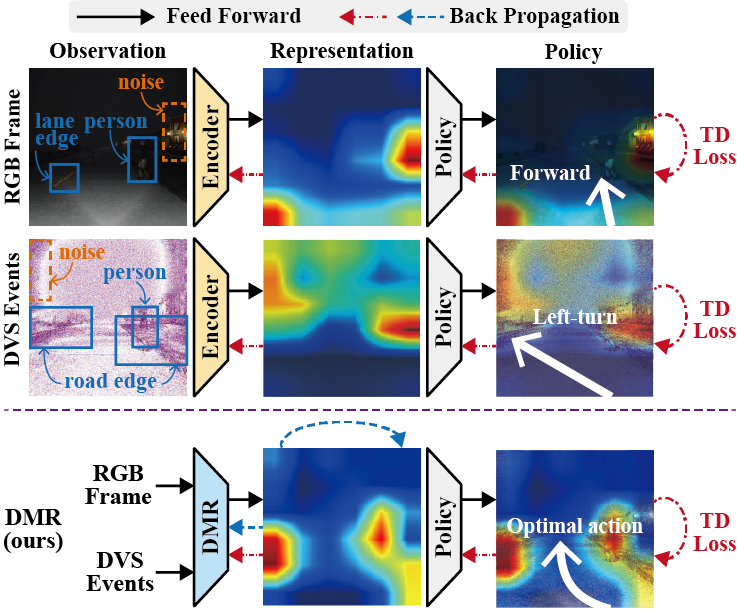 Feed Forward
Back Propagation
Observation
Representation
Policy
RGB Frame
noise
lane
edge
person
Encoder
Policy
Forward
TD
Loss
DVS Events
noise
person
road edge
Encoder
Policy
Left-turn
TD
Loss
DMR
(ours)
RGB
Frame
DVS
Events
DMR
Policy
Optimal action
TD
Loss